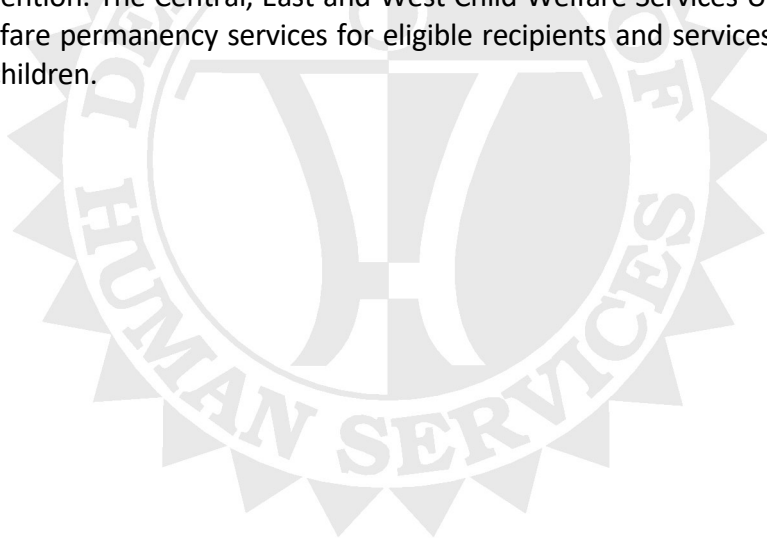 ention. The Central, East and West Child Welfare Services O
fare permanency services for eligible recipients and services
hildren.
OF
HUMAN SERVICES